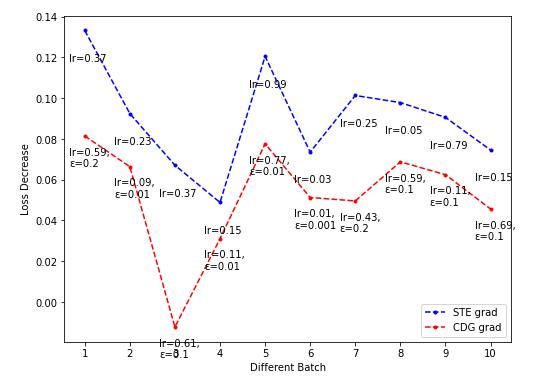 0.14
0.12
0.10
0.08
0.06
0.04
0.02
0.00
Loss Decrease
lr=0.37
lr=0.23
lr=0.37
lr=0.15
lr=0.99
lr=0.03
lr=0.25
lr=0.05
lr=0.79
lr=0.15
lr=0.59,
ε=0.2
lr=0.09,
ε=0.01
lr=0.61,
ε=0.1
lr=0.11,
ε=0.01
lr=0.77,
ε=0.01
lr=0.01,
ε=0.001
lr=0.43,
ε=0.2
lr=0.59,
ε=0.1
lr=0.11,
ε=0.1
lr=0.69,
ε=0.1
STE grad
CDG grad
1 2 3 4 5 6 7 8 9 10
Different Batch